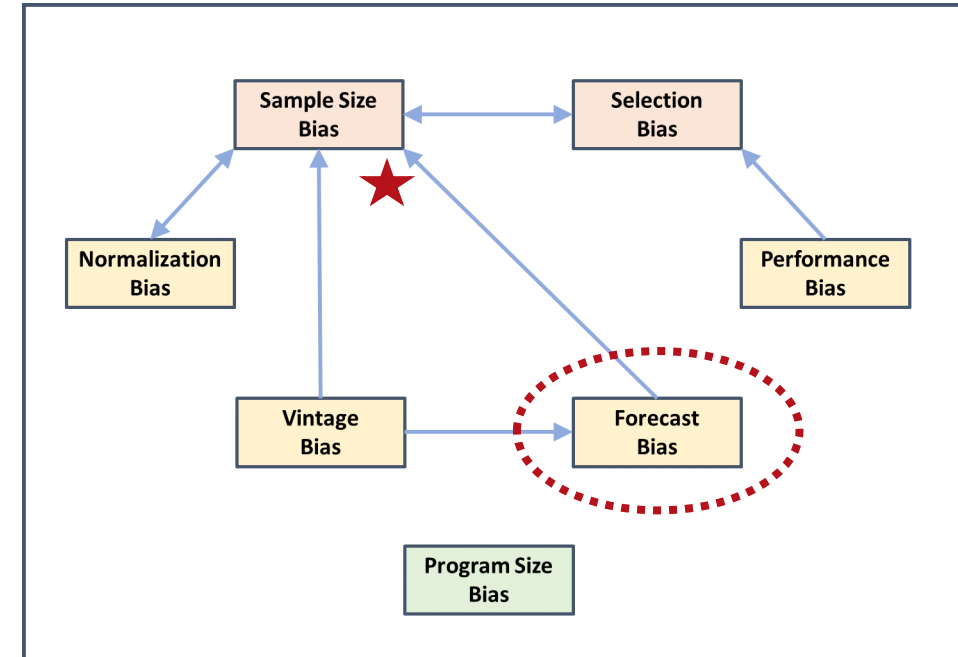 Sample Size
Bias
Selection
Bias
Normalization
Bias
Performance
Bias
Vintage
Bias
Forecast
Bias
Program Size
Bias